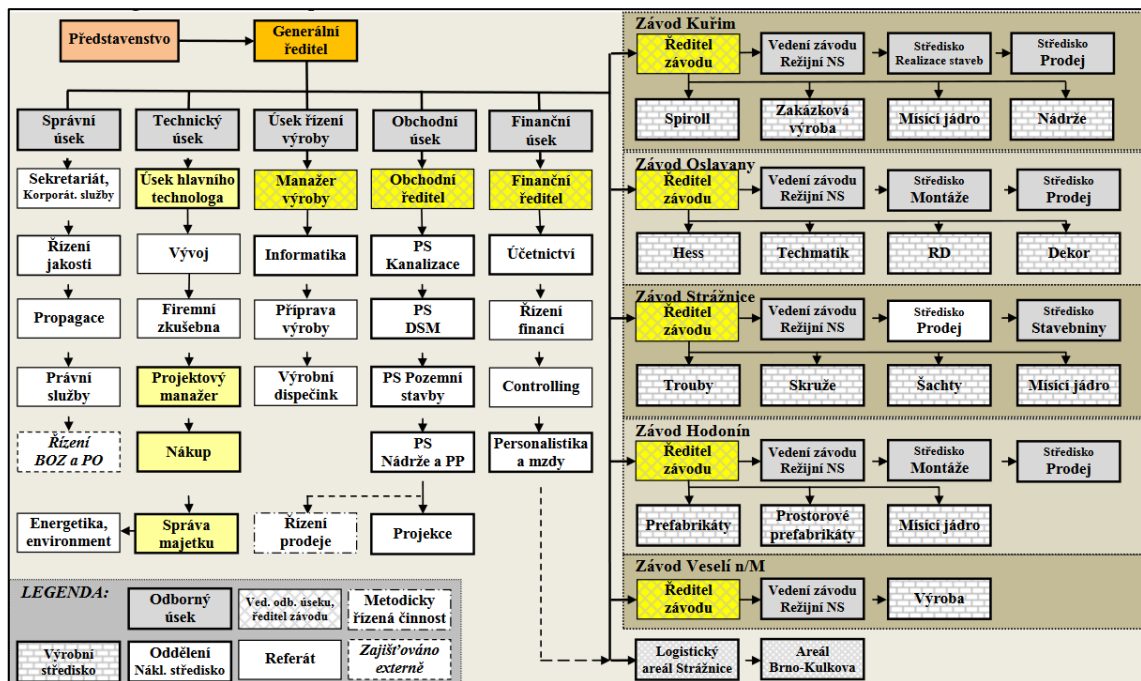 Představenstvo
Generální
ředitel
Správní
úsek
Technický
úsek
Úsek řízení
výroby
Obchodní
úsek
Finanční
úsek
Sekretariát,
Korporát. služby
Úsek hlavního
technologa
Manažer
výroby
Obchodní
ředitel
Finanční
ředitel
Řízení
jakosti
Vývoj
Informatika
PS
Kanalizace
Účetnictví
Propagace
Firemní
zkušebna
Příprava
výroby
PS
DSM
Řízení
financí
Právní
služby
Projektový
manažer
Výrobní
dispečink
PS Pozemní
stavby
Controlling
Řízení
BOZ a PO
Nákup
PS
Nádrže a PP
Personalistika
a mzdy
Energetika,
environment
Správa
majetku
Řízení
prodeje
Projekce
LEGENDA:
Odborný
úsek
Ved. odb. úseku,
ředitel závodu
Metodicky
řízená činnost
Výrobní
středisko
Oddělení
Nákl. středisko
Referát
Zajišťováno
externě
Závod Kuřim
Ředitel
závodu
Vedení závodu
Režijní NS
Středisko
Realizace staveb
Středisko
Prodej
Spiroll
Zakázková
výroba
Mísící jádro
Nádrže
Závod Oslavany
Ředitel
závodu
Vedení závodu
Režijní NS
Středisko
Montáže
Středisko
Prodej
Hess
Techmatik
RD
Dekor
Závod Strážnice
Ředitel
závodu
Vedení závodu
Režijní NS
Středisko
Prodej
Středisko
Stavebniny
Trouby
Skruže
Šachty
Mísící jádro
Závod Hodonín
Ředitel
závodu
Vedení závodu
Režijní NS
Středisko
Montáže
Středisko
Prodej
Prefabrikáty
Prostorové
prefabrikáty
Mísící jádro
Závod Veselí n/M
Ředitel
závodu
Vedení závodu
Režijní NS
Výroba
Logistický
areál Strážnice
Areál
Brno-Kulkova